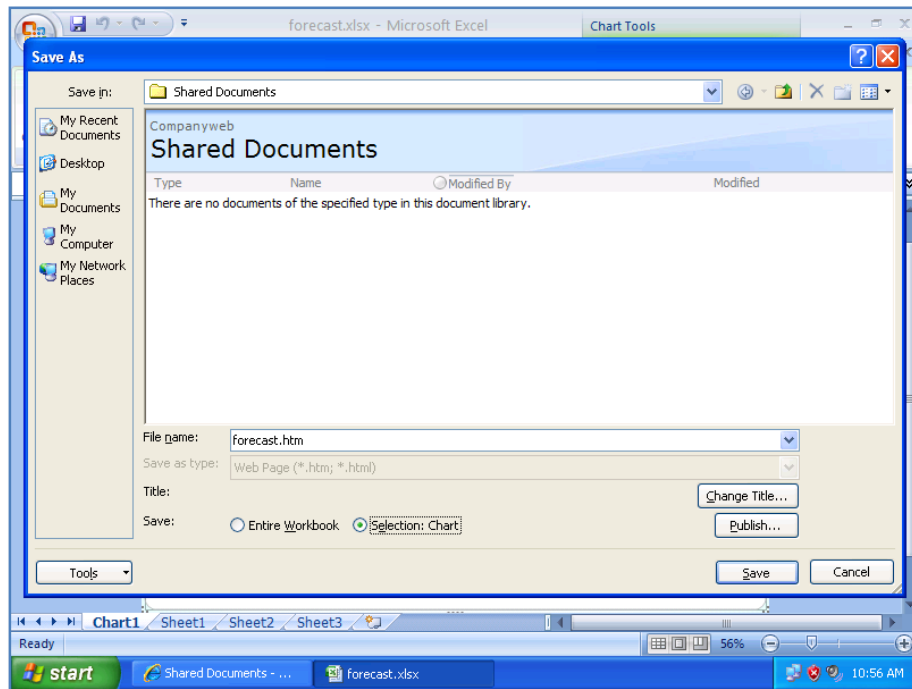 forecast.xlsx - Microsoft Excel
Chart Tools
Save As
Save in:
Shared Documents
My Recent
Documents
Desktop
My
Documents
My
Computer
My Network
Places
Companyweb
Shared Documents
Type Name Modified By Modified
There are no documents of the specified type in this document library.
File name: forecast.htm
Save as type: Web Page (*.htm; *.html)
Title: Change Title...
Save: Entire Workbook Selection: Chart Publish...
Tools Save Cancel
Chart1 Sheet1 Sheet2 Sheet3
Ready 56%
start Shared Documents - ... forecast.xlsx 10:56 AM